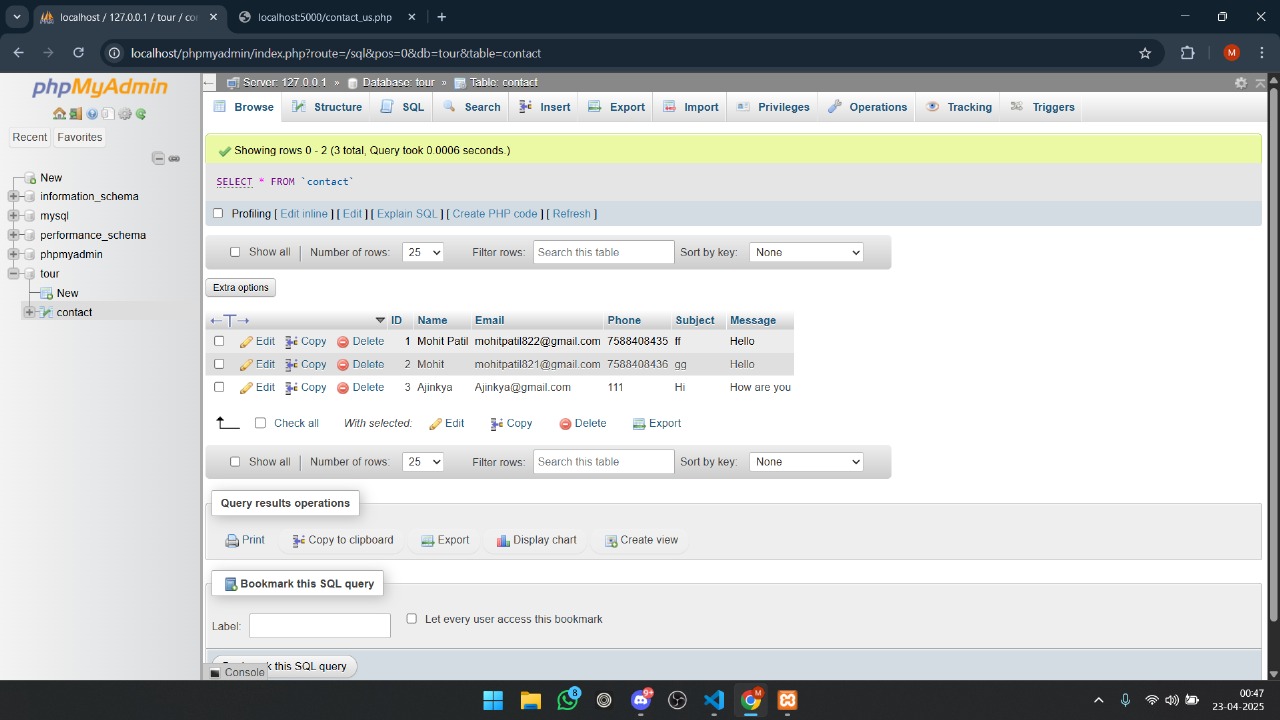 localhost / 127.0.0.1 / tour / co
localhost:5000/contact_us.php
localhost/phpmyadmin/index.php?route=/sql&pos=0&db=tour&table=contact
M
phpMyAdmin
Recent Favorites
New
information_schema
mysql
performance_schema
phpmyadmin
tour
New
contact
Server: 127.0.0.1 » Database: tour » Table: contact
Browse Structure SQL Search Insert Export Import Privileges Operations Tracking Triggers
Showing rows 0 - 2 (3 total, Query took 0.0006 seconds.)
SELECT * FROM `contact`
Profiling [ Edit inline ] [ Edit ] [ Explain SQL ] [ Create PHP code ] [ Refresh ]
Show all | Number of rows: 25 Filter rows: Search this table Sort by key: None
Extra options
←T→ ID Name Email Phone Subject Message
Edit Copy Delete 1 Mohit Patil mohitpatil822@gmail.com 7588408435 ff Hello
Edit Copy Delete 2 Mohit mohitpatil821@gmail.com 7588408436 gg Hello
Edit Copy Delete 3 Ajinkya Ajinkya@gmail.com 111 Hi How are you
Check all With selected: Edit Copy Delete Export
Show all | Number of rows: 25 Filter rows: Search this table Sort by key: None
Query results operations
Print Copy to clipboard Export Display chart Create view
Bookmark this SQL query
Label: Let every user access this bookmark
k this SQL query
Console
8
9+
M
00:47
23-04-2025